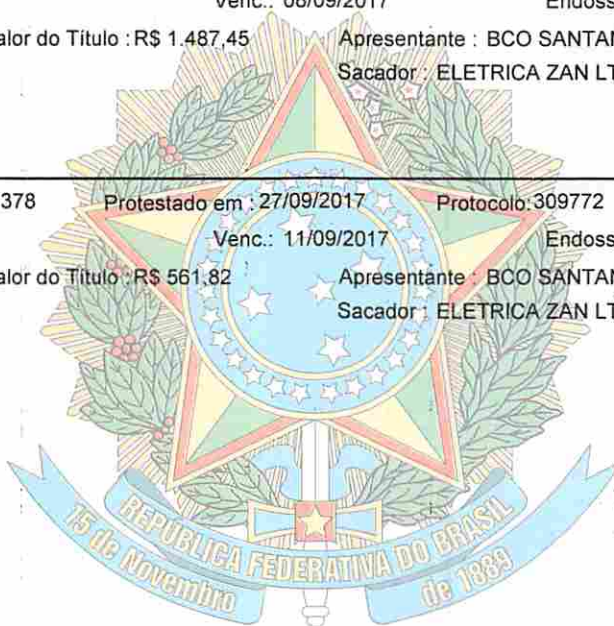 Venc.: 08/09/2017 Endoss
alor do Título : R$ 1.487,45 Apresentante : BCO SANTAN
Sacador : ELETRICA ZAN LT
378 Protestado em : 27/09/2017 Protocolo: 309772
Venc.: 11/09/2017 Endoss
alor do Título : R$ 561,82 Apresentante : BCO SANTAN
Sacador : ELETRICA ZAN LT
REPÚBLICA FEDERATIVA DO BRASIL
15 de Novembro de 1889